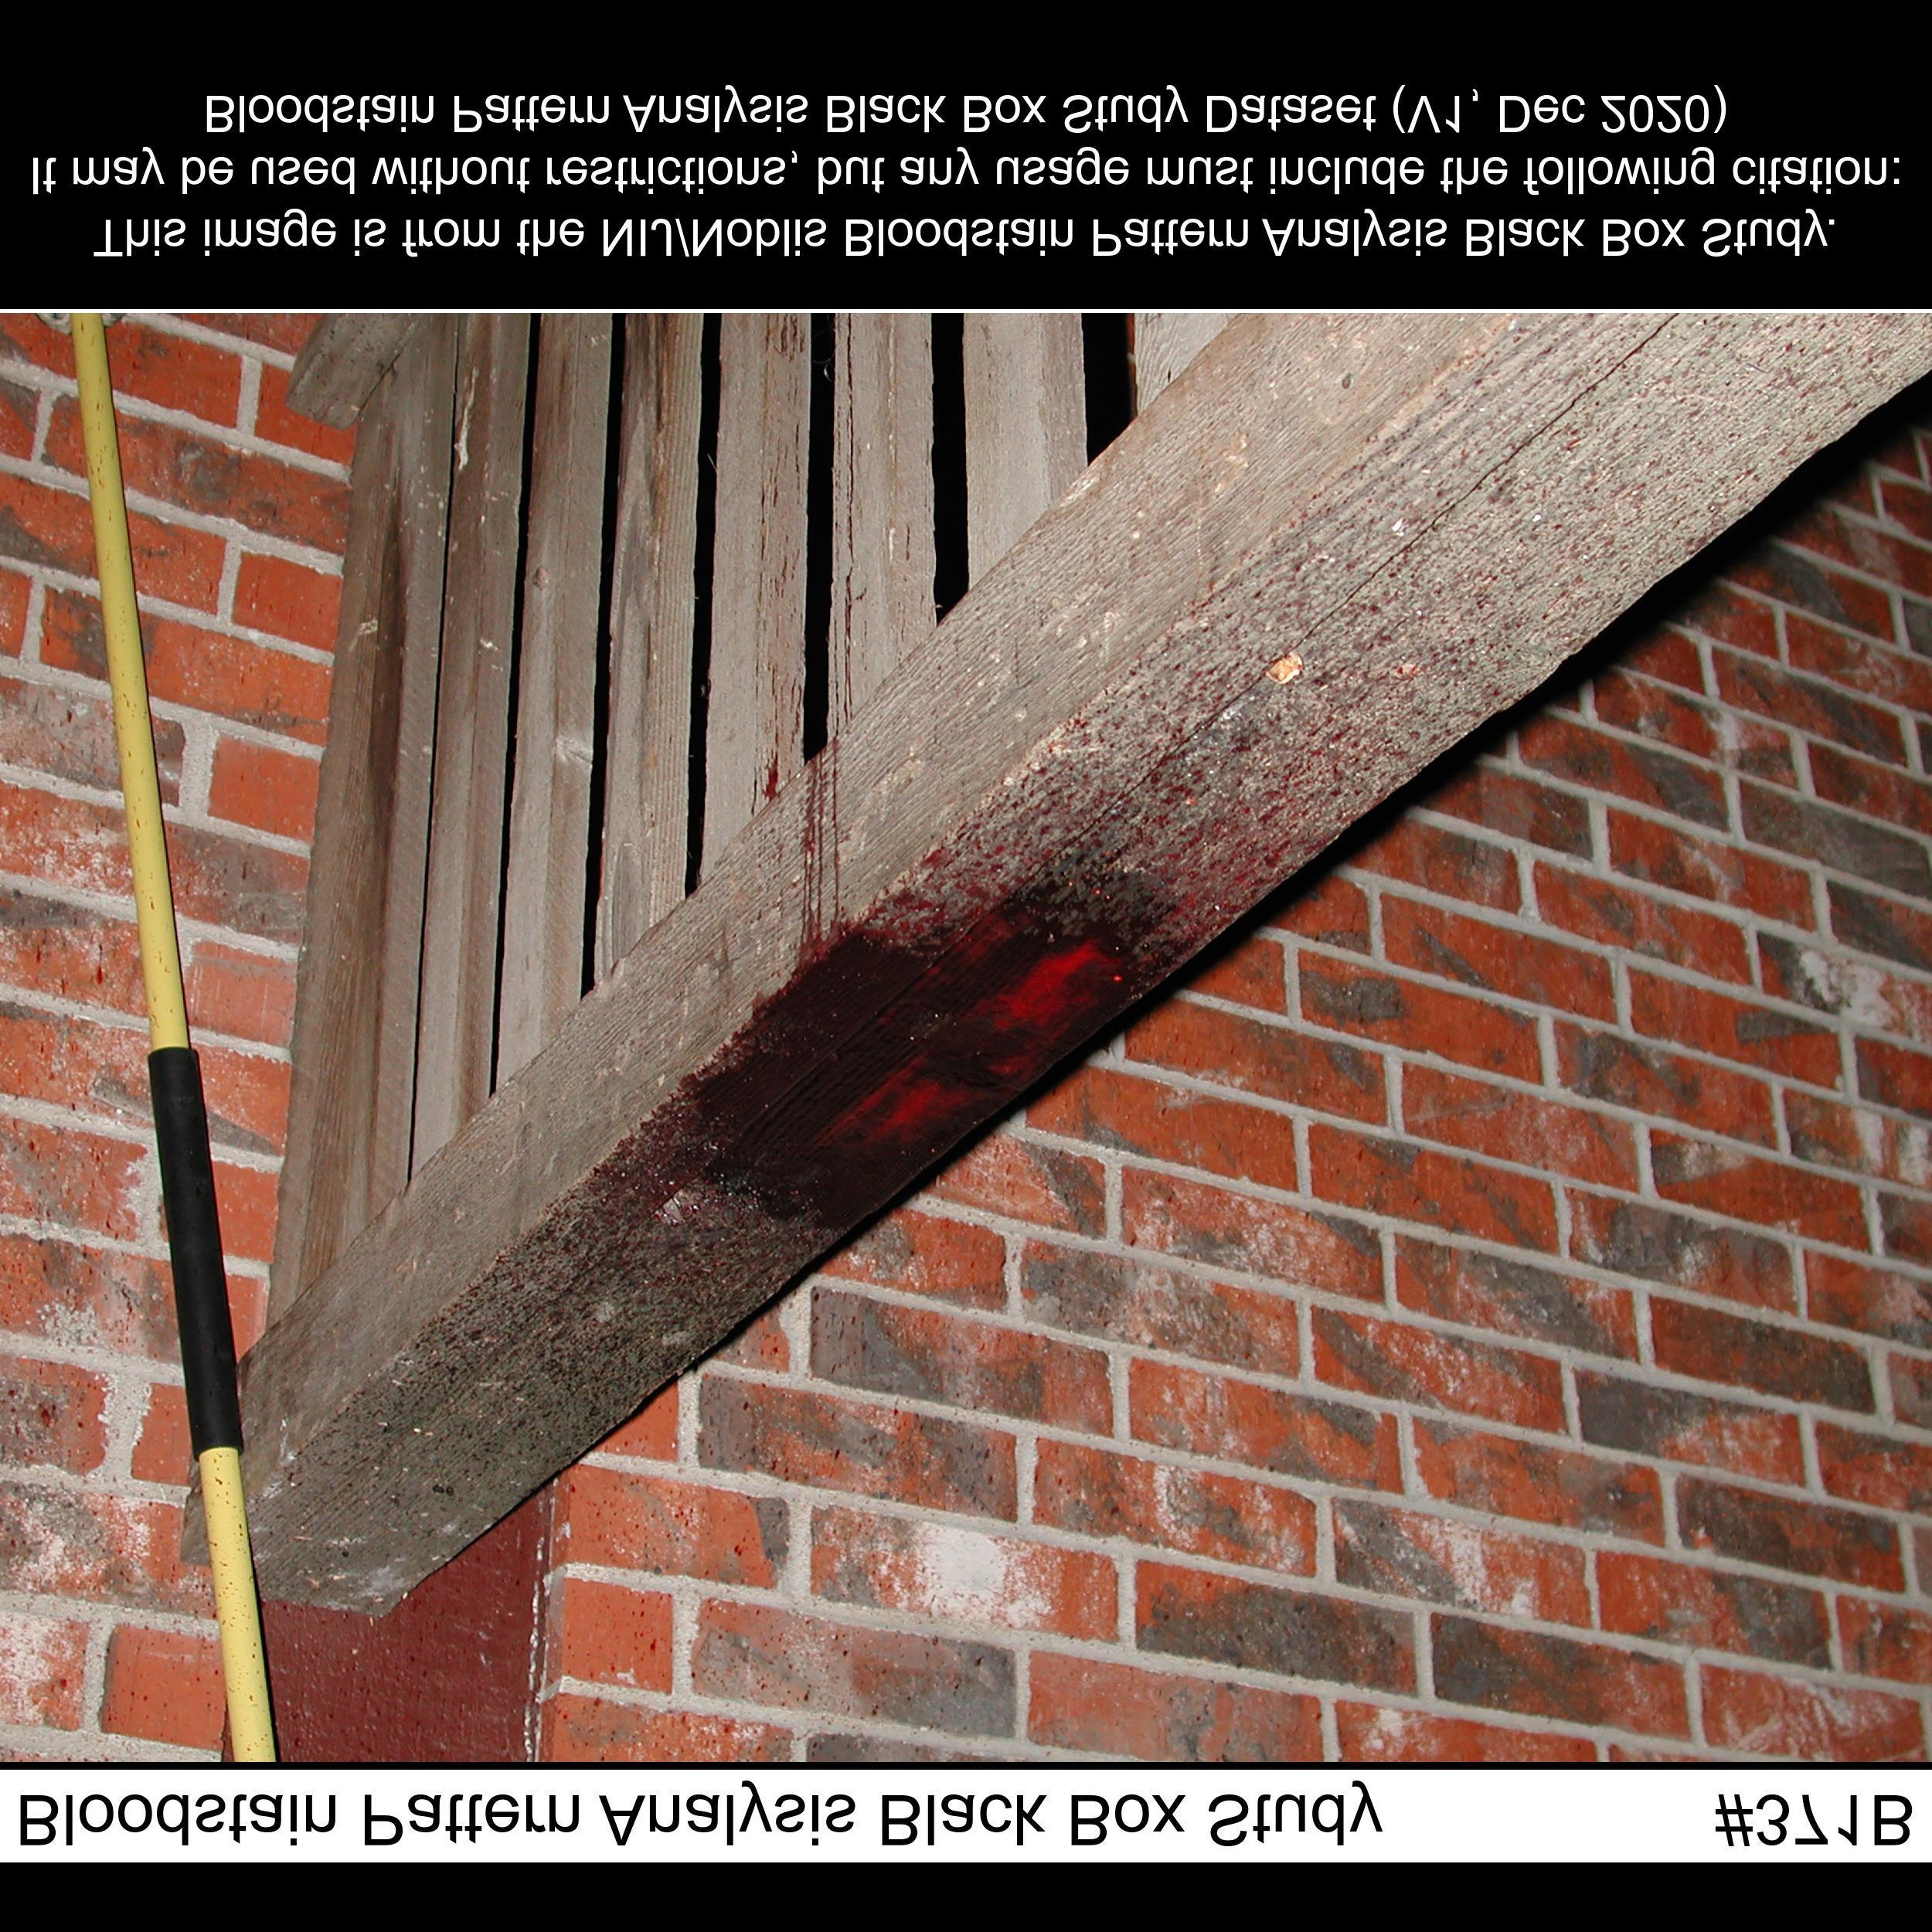 Bloodstain Pattern Analysis Black Box Study #371B
This image is from the NIJ/Noblis Bloodstain Pattern Analysis Black Box Study.
It may be used without restrictions, but any usage must include the following citation:
Bloodstain Pattern Analysis Black Box Study Dataset (V1, Dec 2020)